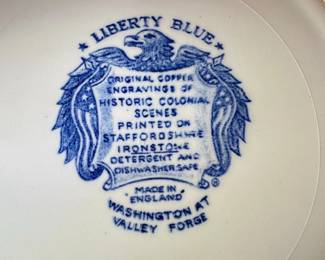 ★ LIBERTY BLUE ★
ORIGINAL COPPER
ENGRAVINGS OF
HISTORIC COLONIAL
SCENES
PRINTED ON
STAFFORDSHIRE
IRONSTONE
DETERGENT AND
DISHWASHER SAFE
"MADE IN
ENGLAND"
WASHINGTON AT
VALLEY FORGE